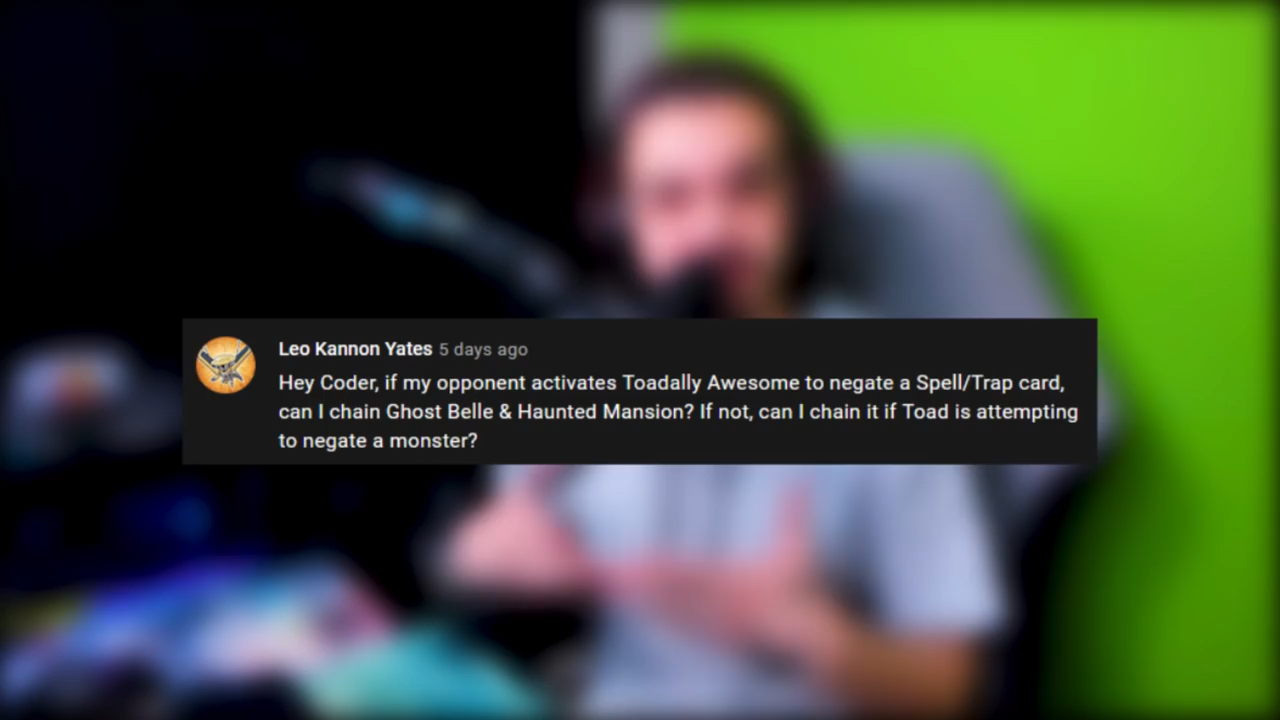 Leo Kannon Yates 5 days ago
Hey Coder, if my opponent activates Toadally Awesome to negate a Spell/Trap card,
can I chain Ghost Belle & Haunted Mansion? If not, can I chain it if Toad is attempting
to negate a monster?